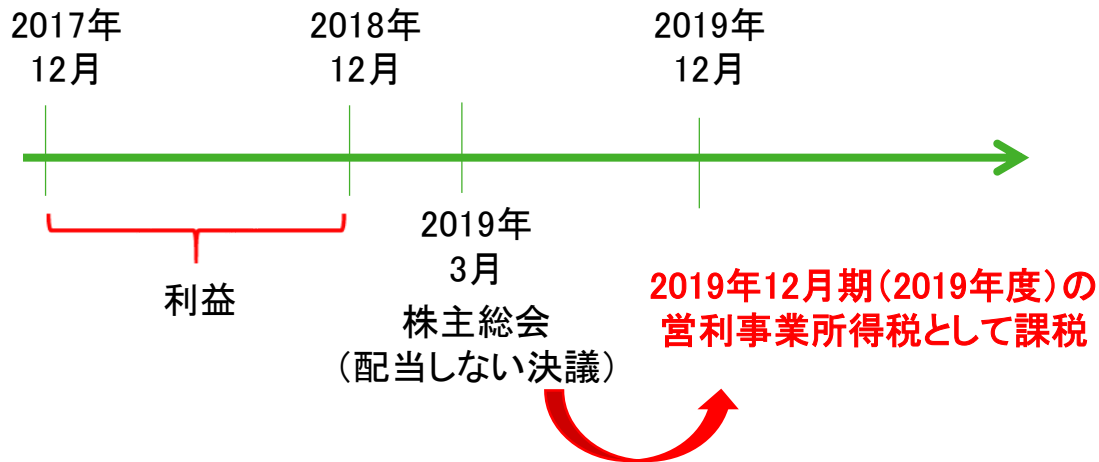 2017年
12月
2018年
12月
2019年
12月
利益
2019年
3月
株主総会
（配当しない決議）
2019年12月期（2019年度）の
営利事業所得税として課税